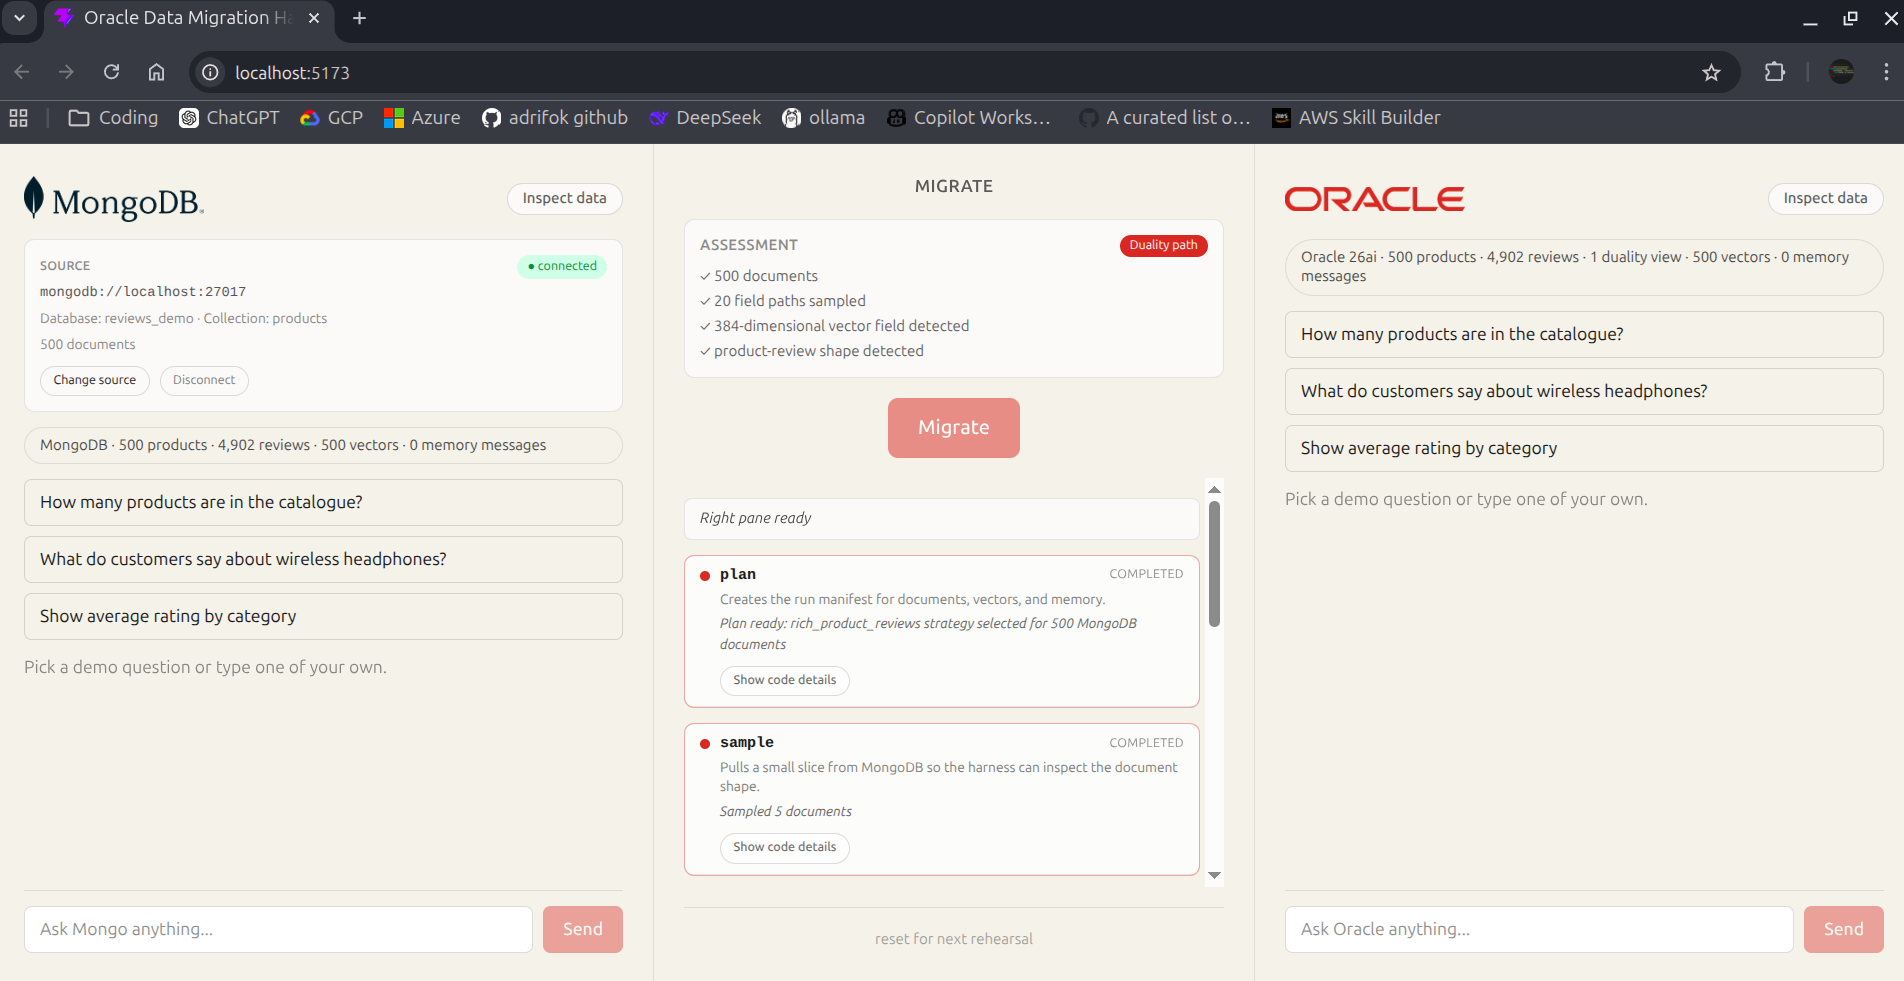 Oracle Data Migration Ha
localhost:5173
Coding
ChatGPT
GCP
Azure
adrifok github
DeepSeek
ollama
Copilot Works...
A curated list o...
AWS Skill Builder
MongoDB
Inspect data
SOURCE
connected
mongodb://localhost:27017
Database: reviews_demo · Collection: products
500 documents
Change source
Disconnect
MongoDB · 500 products · 4,902 reviews · 500 vectors · 0 memory messages
How many products are in the catalogue?
What do customers say about wireless headphones?
Show average rating by category
Pick a demo question or type one of your own.
Ask Mongo anything...
Send
MIGRATE
ASSESSMENT
Duality path
✓ 500 documents
✓ 20 field paths sampled
✓ 384-dimensional vector field detected
✓ product-review shape detected
Migrate
Right pane ready
plan
COMPLETED
Creates the run manifest for documents, vectors, and memory.
Plan ready: rich_product_reviews strategy selected for 500 MongoDB
documents
Show code details
sample
COMPLETED
Pulls a small slice from MongoDB so the harness can inspect the document
shape.
Sampled 5 documents
Show code details
reset for next rehearsal
ORACLE
Inspect data
Oracle 26ai · 500 products · 4,902 reviews · 1 duality view · 500 vectors · 0 memory
messages
How many products are in the catalogue?
What do customers say about wireless headphones?
Show average rating by category
Pick a demo question or type one of your own.
Ask Oracle anything...
Send